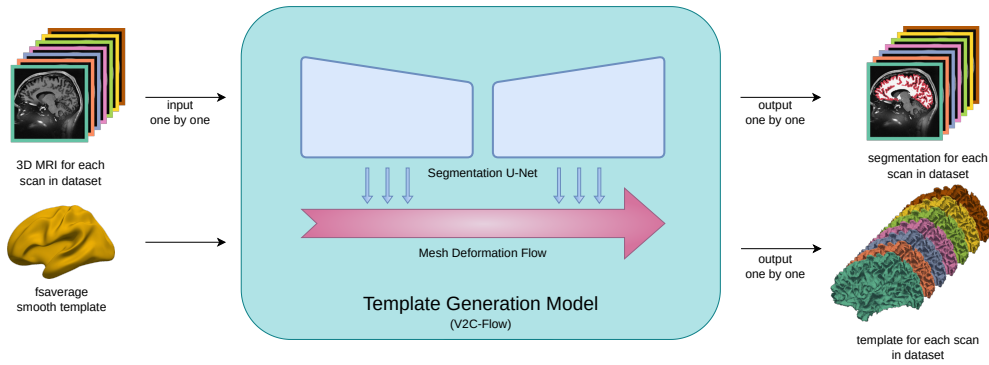 3D MRI for each
scan in dataset
fsaverage
smooth template
input
one by one
Segmentation U-Net
Mesh Deformation Flow
Template Generation Model
(V2C-Flow)
output
one by one
output
one by one
segmentation for each
scan in dataset
template for each scan
in dataset